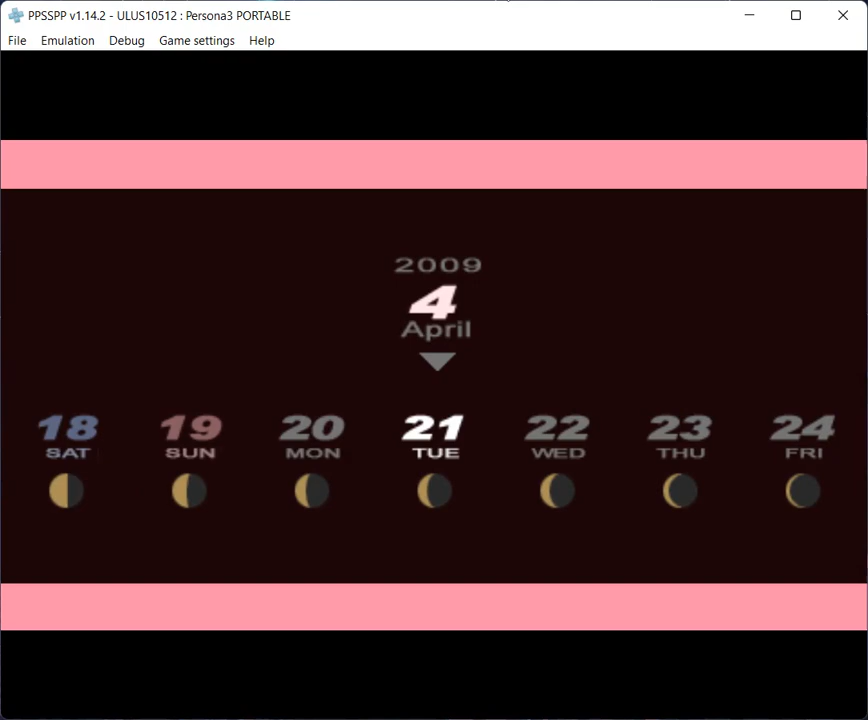 PPSSPP v1.14.2 - ULUS10512 : Persona3 PORTABLE
File Emulation Debug Game settings Help
2009
4
April
18 19 20 21 22 23 24
SAT SUN MON TUE WED THU FRI